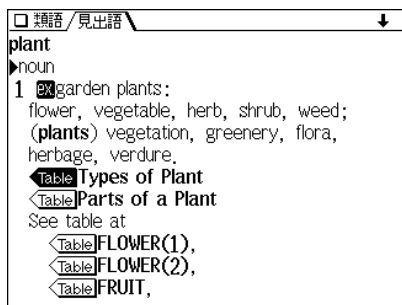 類語/見出語
plant
▶noun
1 ex garden plants:
flower, vegetable, herb, shrub, weed;
(plants) vegetation, greenery, flora,
herbage, verdure.
Table Types of Plant
Table Parts of a Plant
See table at
Table FLOWER(1),
Table FLOWER(2),
Table FRUIT,